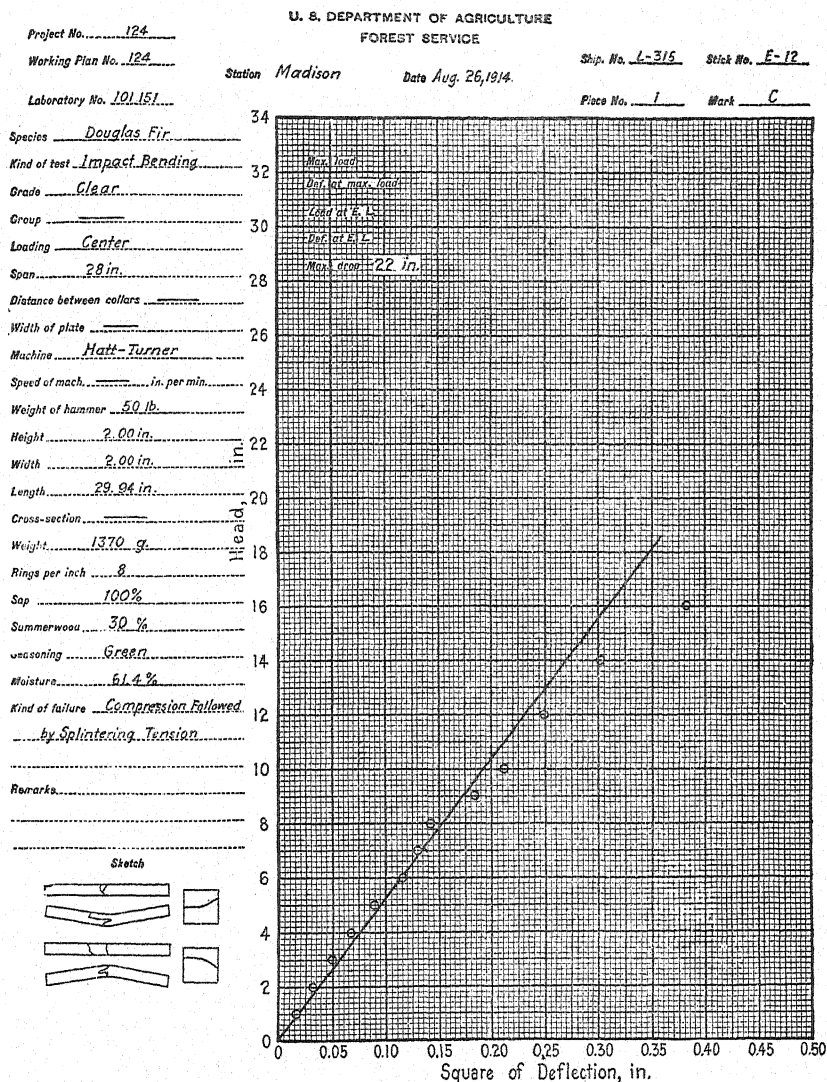 U. S. DEPARTMENT OF AGRICULTURE
FOREST SERVICE
Project No. 124
Working Plan No. 124
Laboratory No. 101,151
Station Madison Date Aug. 26, 1914.
Ship. No. L-315 Stick No. E-12
Piece No. 1 Mark C
Species Douglas Fir
Kind of test Impact Bending
Grade Clear
Group
Loading Center
Span 28 in.
Distance between collars
Width of plate
Machine Hatt-Turner
Speed of mach. in. per min.
Weight of hammer 50 lb.
Height 2.00 in.
Width 2.00 in.
Length 29.94 in.
Cross-section
Weight 1370 g.
Rings per inch 8
Sap 100%
Summerwood 30 %
Seasoning Green
Moisture 61.4 %
Kind of failure Compression Followed
by Splintering Tension
Remarks
Sketch
Max. load
Def. at max. load
Load at E. L.
Def. at E. L.
Max. drop 22 in.
34
32
30
28
26
24
22
20
18
16
14
12
10
8
6
4
2
0
in.
0 0.05 0.10 0.15 0.20 0.25 0.30 0.35 0.40 0.45 0.50
Square of Deflection, in.